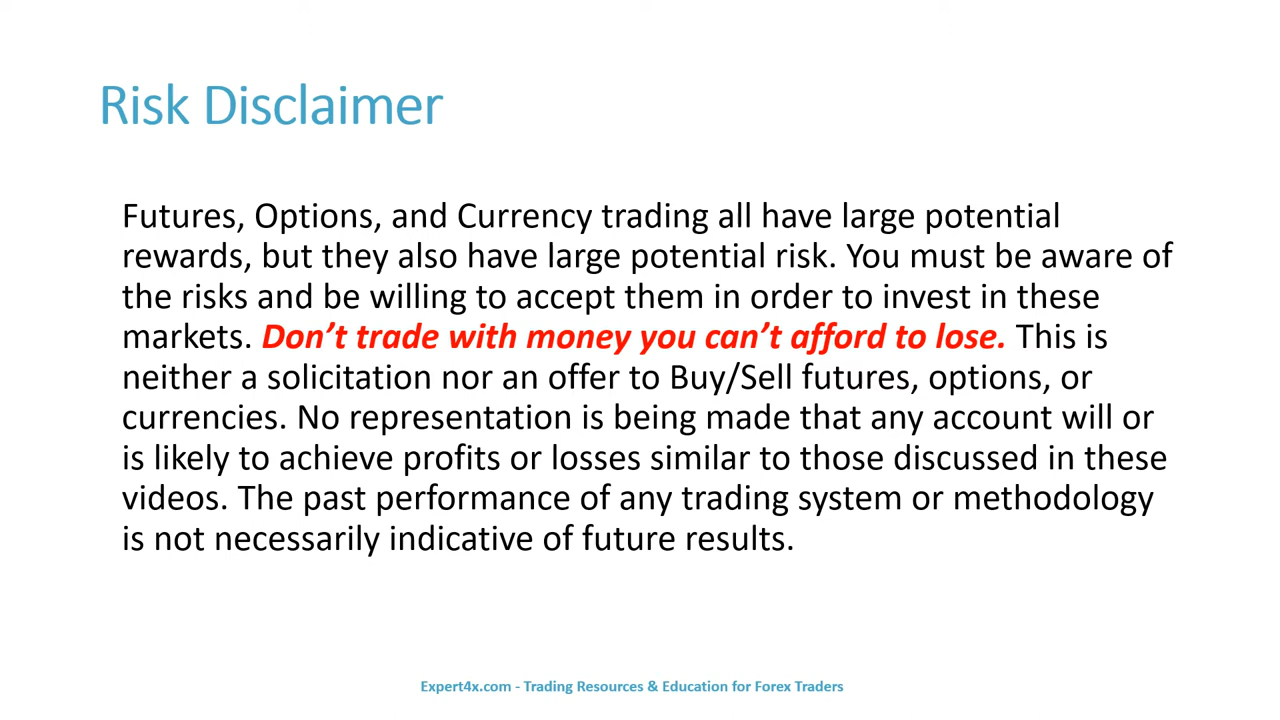 Risk Disclaimer
Futures, Options, and Currency trading all have large potential
rewards, but they also have large potential risk. You must be aware of
the risks and be willing to accept them in order to invest in these
markets. Don’t trade with money you can’t afford to lose. This is
neither a solicitation nor an offer to Buy/Sell futures, options, or
currencies. No representation is being made that any account will or
is likely to achieve profits or losses similar to those discussed in these
videos. The past performance of any trading system or methodology
is not necessarily indicative of future results.
Expert4x.com - Trading Resources & Education for Forex Traders